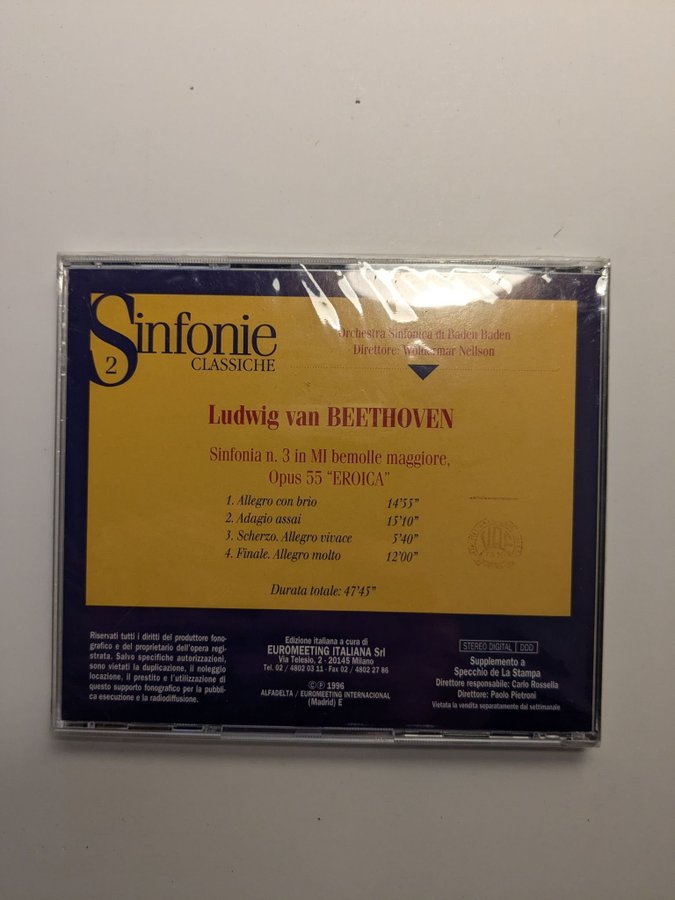 Sinfonie
2
CLASSICHE
Orchestra Sinfonica di Baden Baden
Direttore: Woldemar Neilson
Ludwig van BEETHOVEN
Sinfonia n. 3 in MI bemolle maggiore,
Opus 55 “EROICA”
1. Allegro con brio 14’55”
2. Adagio assai 15’10”
3. Scherzo. Allegro vivace 5’40”
4. Finale. Allegro molto 12’00”
Durata totale: 47’45”
Riservati tutti i diritti del produttore fono-
grafico e del proprietario dell'opera regi-
strata. Salvo specifiche autorizzazioni,
sono vietati la duplicazione, il noleggio
locazione, il prestito e l'utilizzazione di
questo supporto fonografico per la pubbli-
ca esecuzione e la radiodiffusione.
Edizione italiana a cura di
EUROMEETING ITALIANA Srl
Via Telesio, 2 - 20145 Milano
Tel. 02 / 4802 03 11 - Fax 02 / 4802 27 86
©℗ 1996
ALFADELTA / EUROMEETING INTERNACIONAL
(Madrid) E
STEREO DIGITAL DDD
Supplemento a
Specchio de La Stampa
Direttore responsabile: Carlo Rossella
Direttore: Paolo Pietroni
Vietata la vendita separatamente dal settimanale